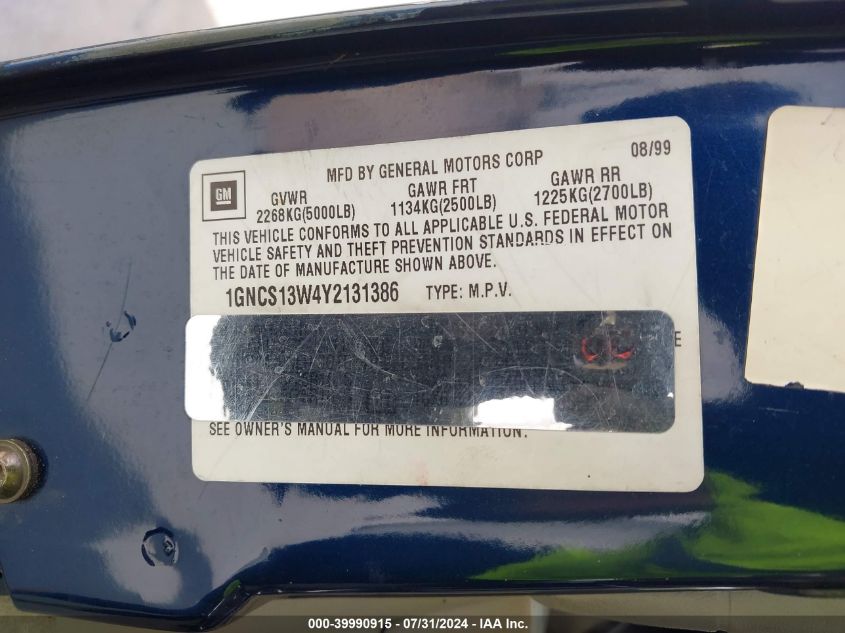 08/99
MFD BY GENERAL MOTORS CORP
GM
GVWR GAWR FRT GAWR RR
2268KG(5000LB) 1134KG(2500LB) 1225KG(2700LB)
THIS VEHICLE CONFORMS TO ALL APPLICABLE U.S. FEDERAL MOTOR
VEHICLE SAFETY AND THEFT PREVENTION STANDARDS IN EFFECT ON
THE DATE OF MANUFACTURE SHOWN ABOVE.
1GNCS13W4Y2131386 TYPE: M.P.V.
E
SEE OWNER'S MANUAL FOR MORE INFORMATION.
000-39990915 / 07/31/2024 - IAA Inc.